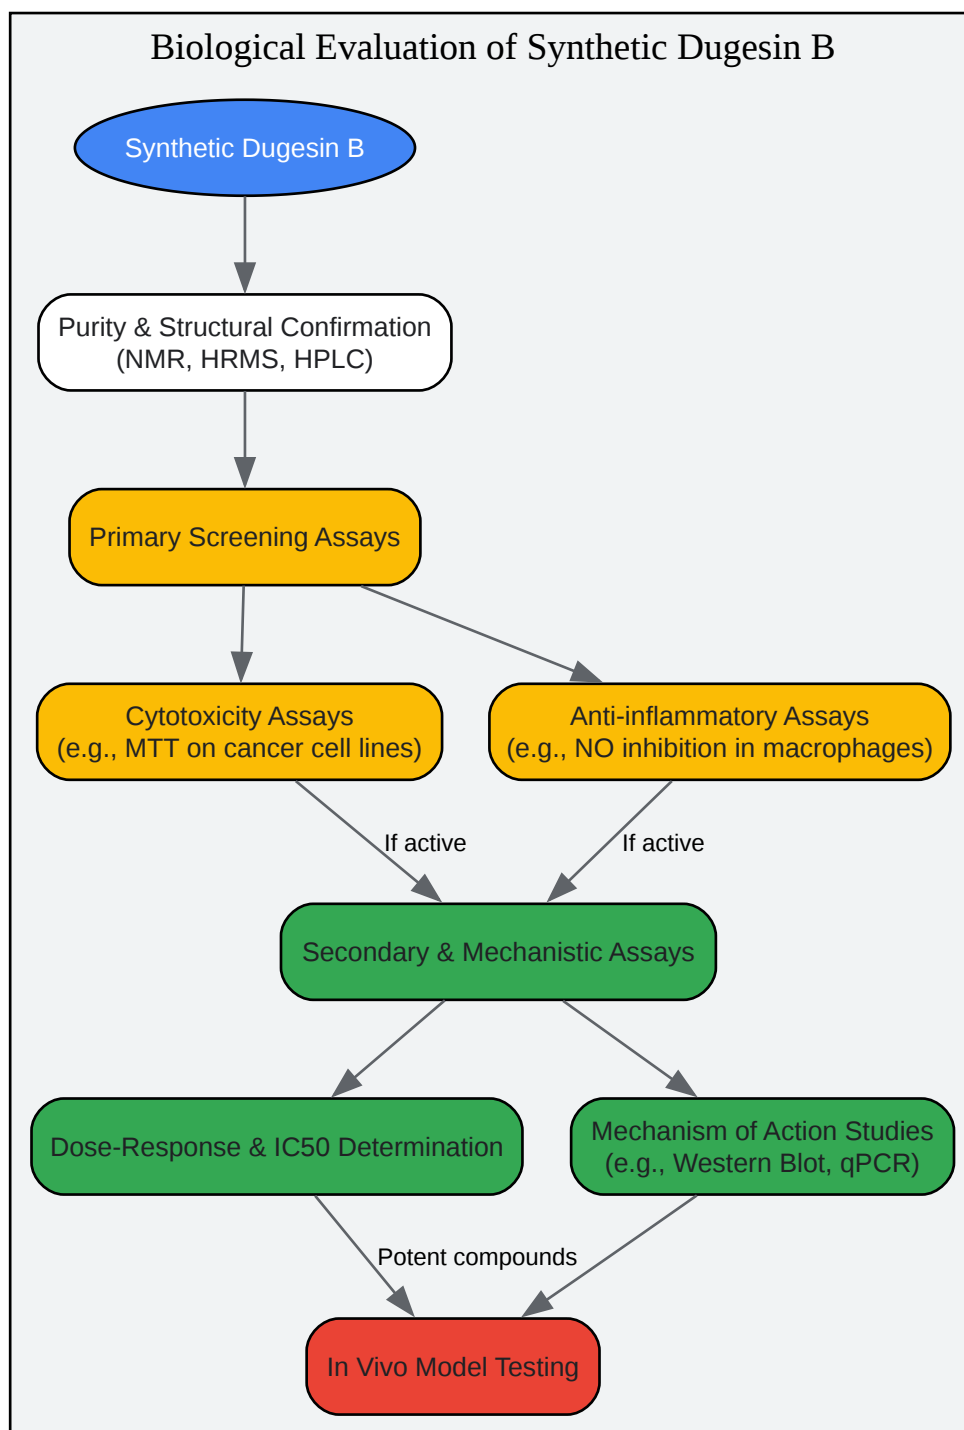 Biological Evaluation of Synthetic Dugesin B
Synthetic Dugesin B
Purity & Structural Confirmation
(NMR, HRMS, HPLC)
Primary Screening Assays
Cytotoxicity Assays
(e.g., MTT on cancer cell lines)
Anti-inflammatory Assays
(e.g., NO inhibition in macrophages)
If active
If active
Secondary & Mechanistic Assays
Dose-Response & IC50 Determination
Mechanism of Action Studies
(e.g., Western Blot, qPCR)
Potent compounds
In Vivo Model Testing